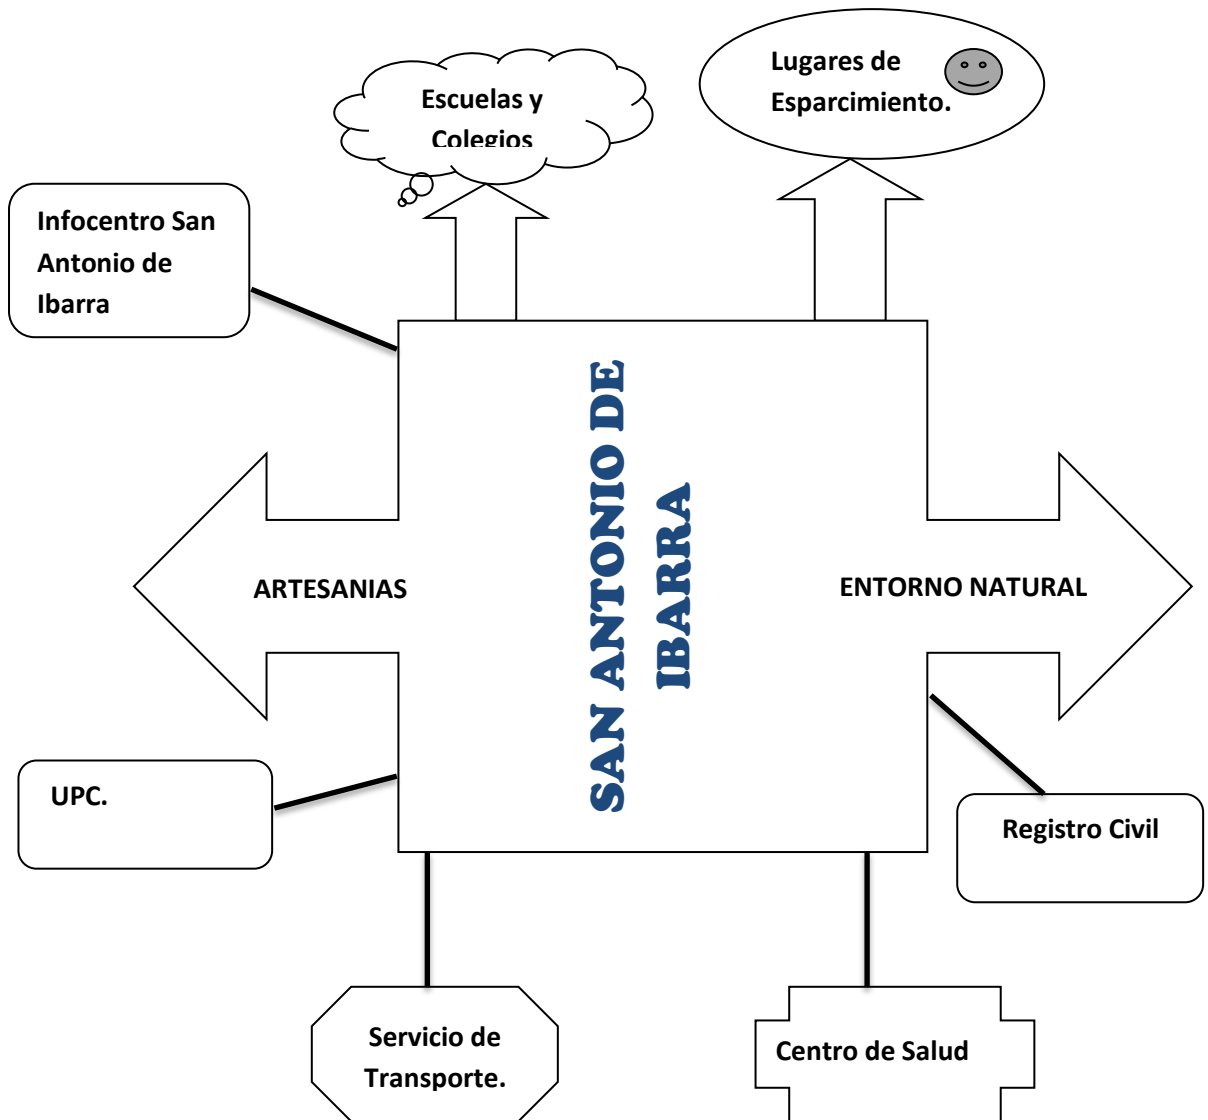 Escuelas y
Colegios
Lugares de
Esparcimiento.
Infocentro San
Antonio de
Ibarra
SAN ANTONIO DE
IBARRA
ARTESANIAS
ENTORNO NATURAL
UPC.
Registro Civil
Servicio de
Transporte.
Centro de Salud